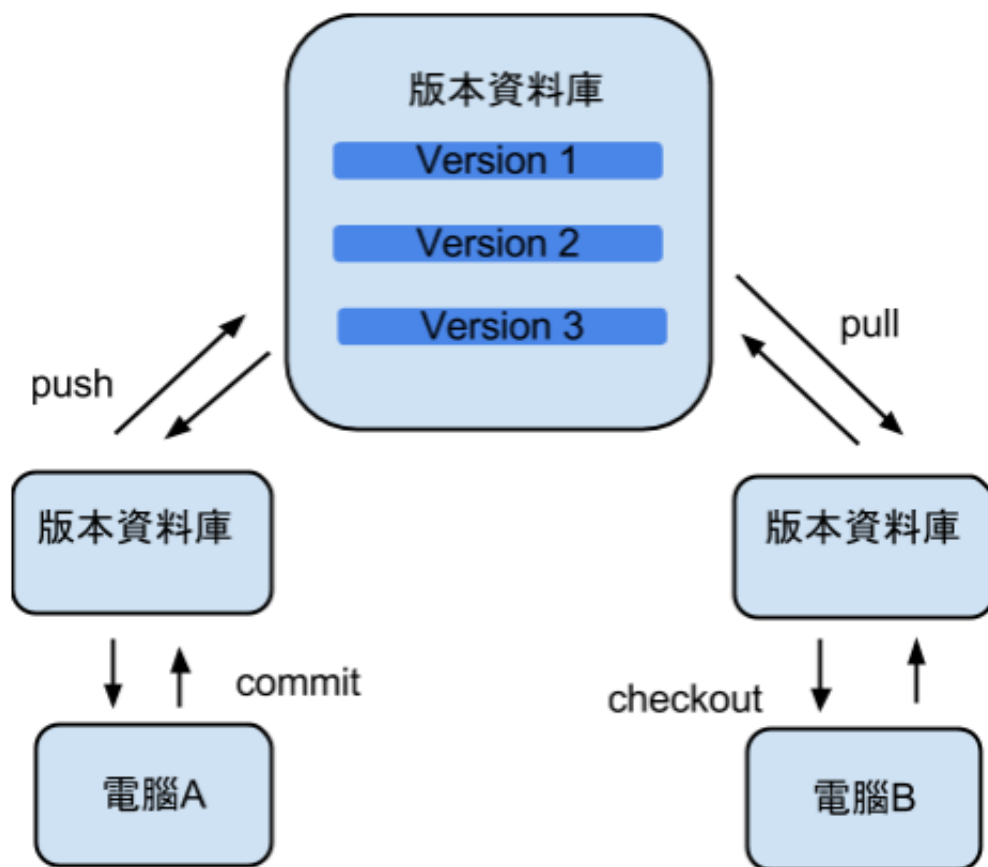 版本資料庫
Version 1
Version 2
Version 3
push
pull
版本資料庫
版本資料庫
commit
checkout
電腦A
電腦B